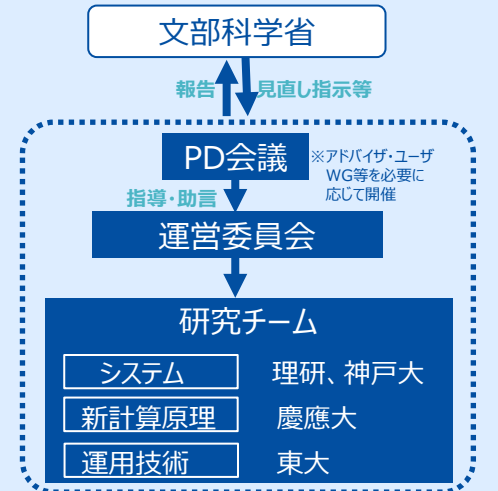 文部科学省
報告
見直し指示等
PD会議
※アドバイザ・ユーザ
WG等を必要に
応じて開催
指導・助言
運営委員会
研究チーム
システム 理研、神戸大
新計算原理 慶應大
運用技術 東大